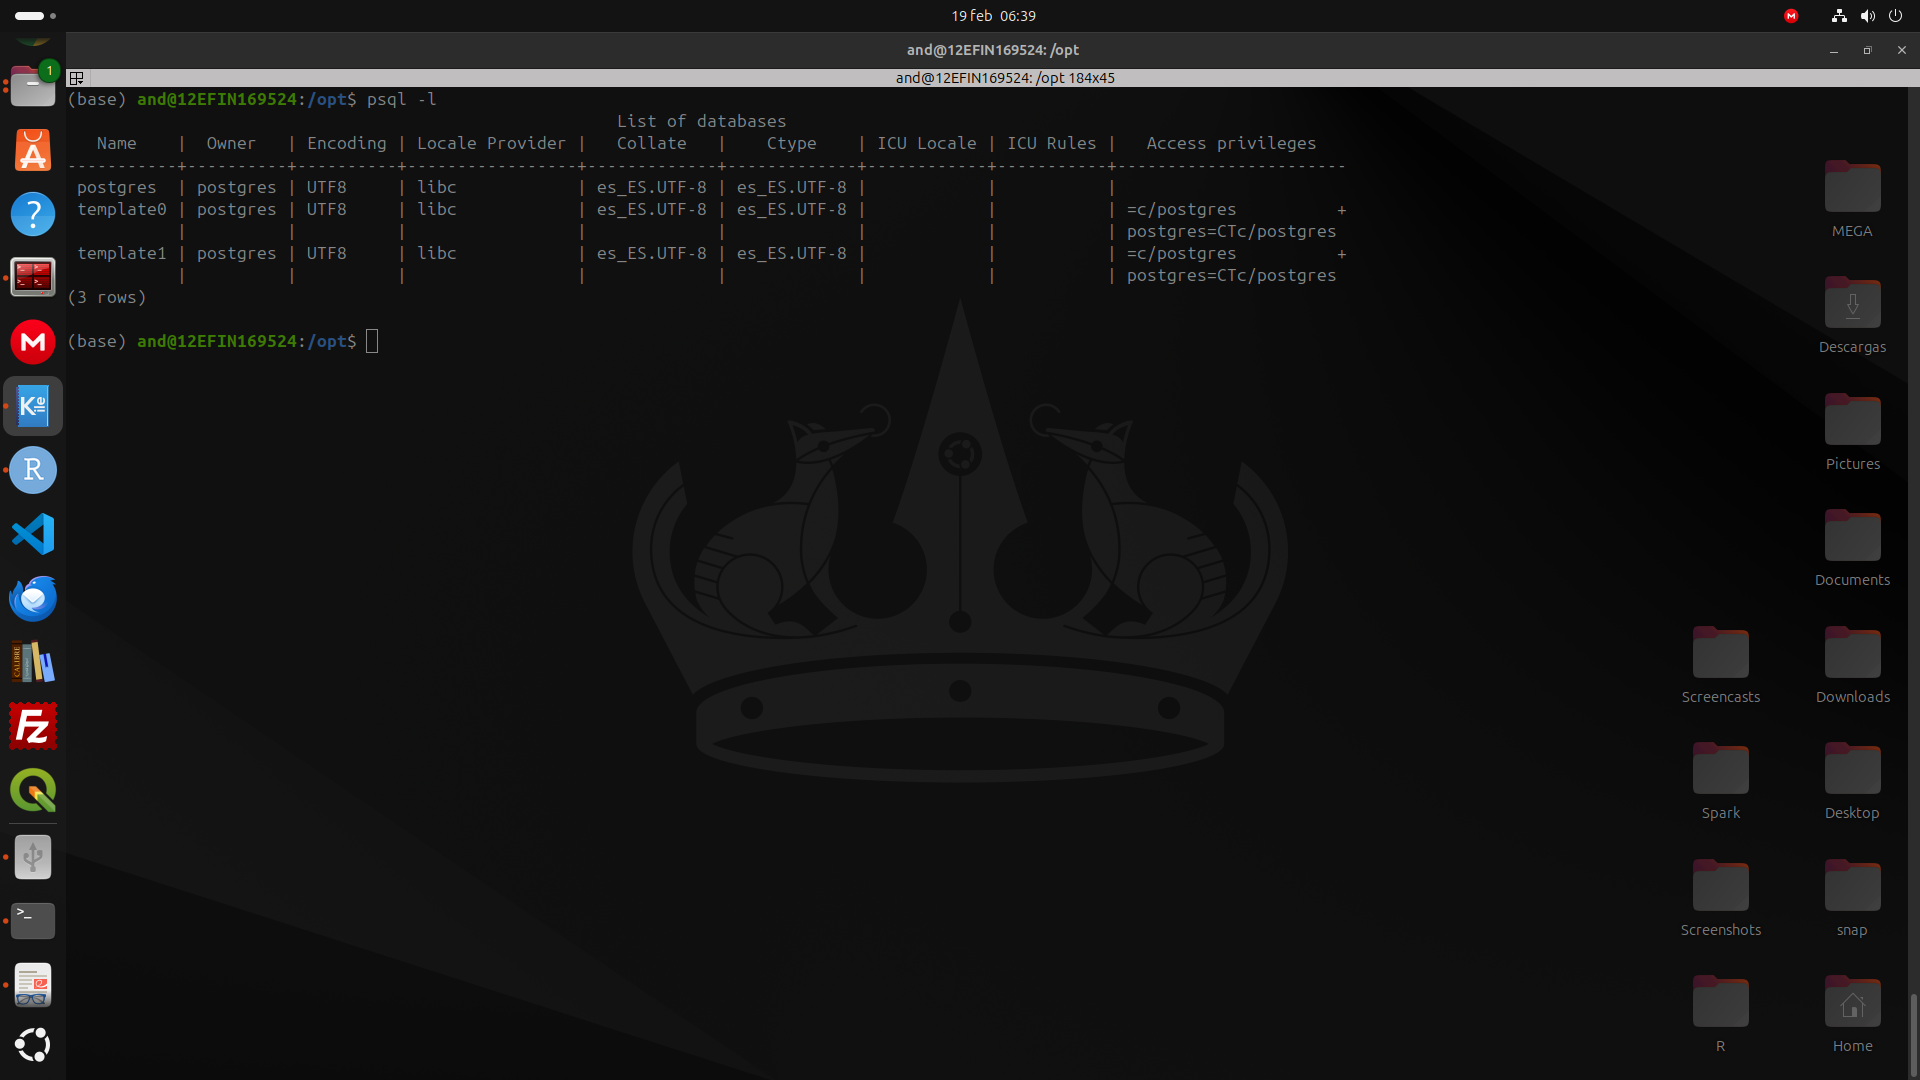 19 feb 06:39
and@12EFIN169524: /opt
and@12EFIN169524: /opt 184x45
(base) and@12EFIN169524:/opt$ psql -l
List of databases
Name | Owner | Encoding | Locale Provider | Collate | Ctype | ICU Locale | ICU Rules | Access privileges
-----------+----------+----------+-----------------+-------------+-------------+------------+-----------+-----------------------
postgres | postgres | UTF8 | libc | es_ES.UTF-8 | es_ES.UTF-8 | | |
template0 | postgres | UTF8 | libc | es_ES.UTF-8 | es_ES.UTF-8 | | | =c/postgres +
| | | | | | | | postgres=CTc/postgres
template1 | postgres | UTF8 | libc | es_ES.UTF-8 | es_ES.UTF-8 | | | =c/postgres +
| | | | | | | | postgres=CTc/postgres
(3 rows)
(base) and@12EFIN169524:/opt$
1
A
?
M
Kile
R
CALIBRE
Fz
>_
MEGA
Descargas
Pictures
Documents
Screencasts
Downloads
Spark
Desktop
Screenshots
snap
R
Home